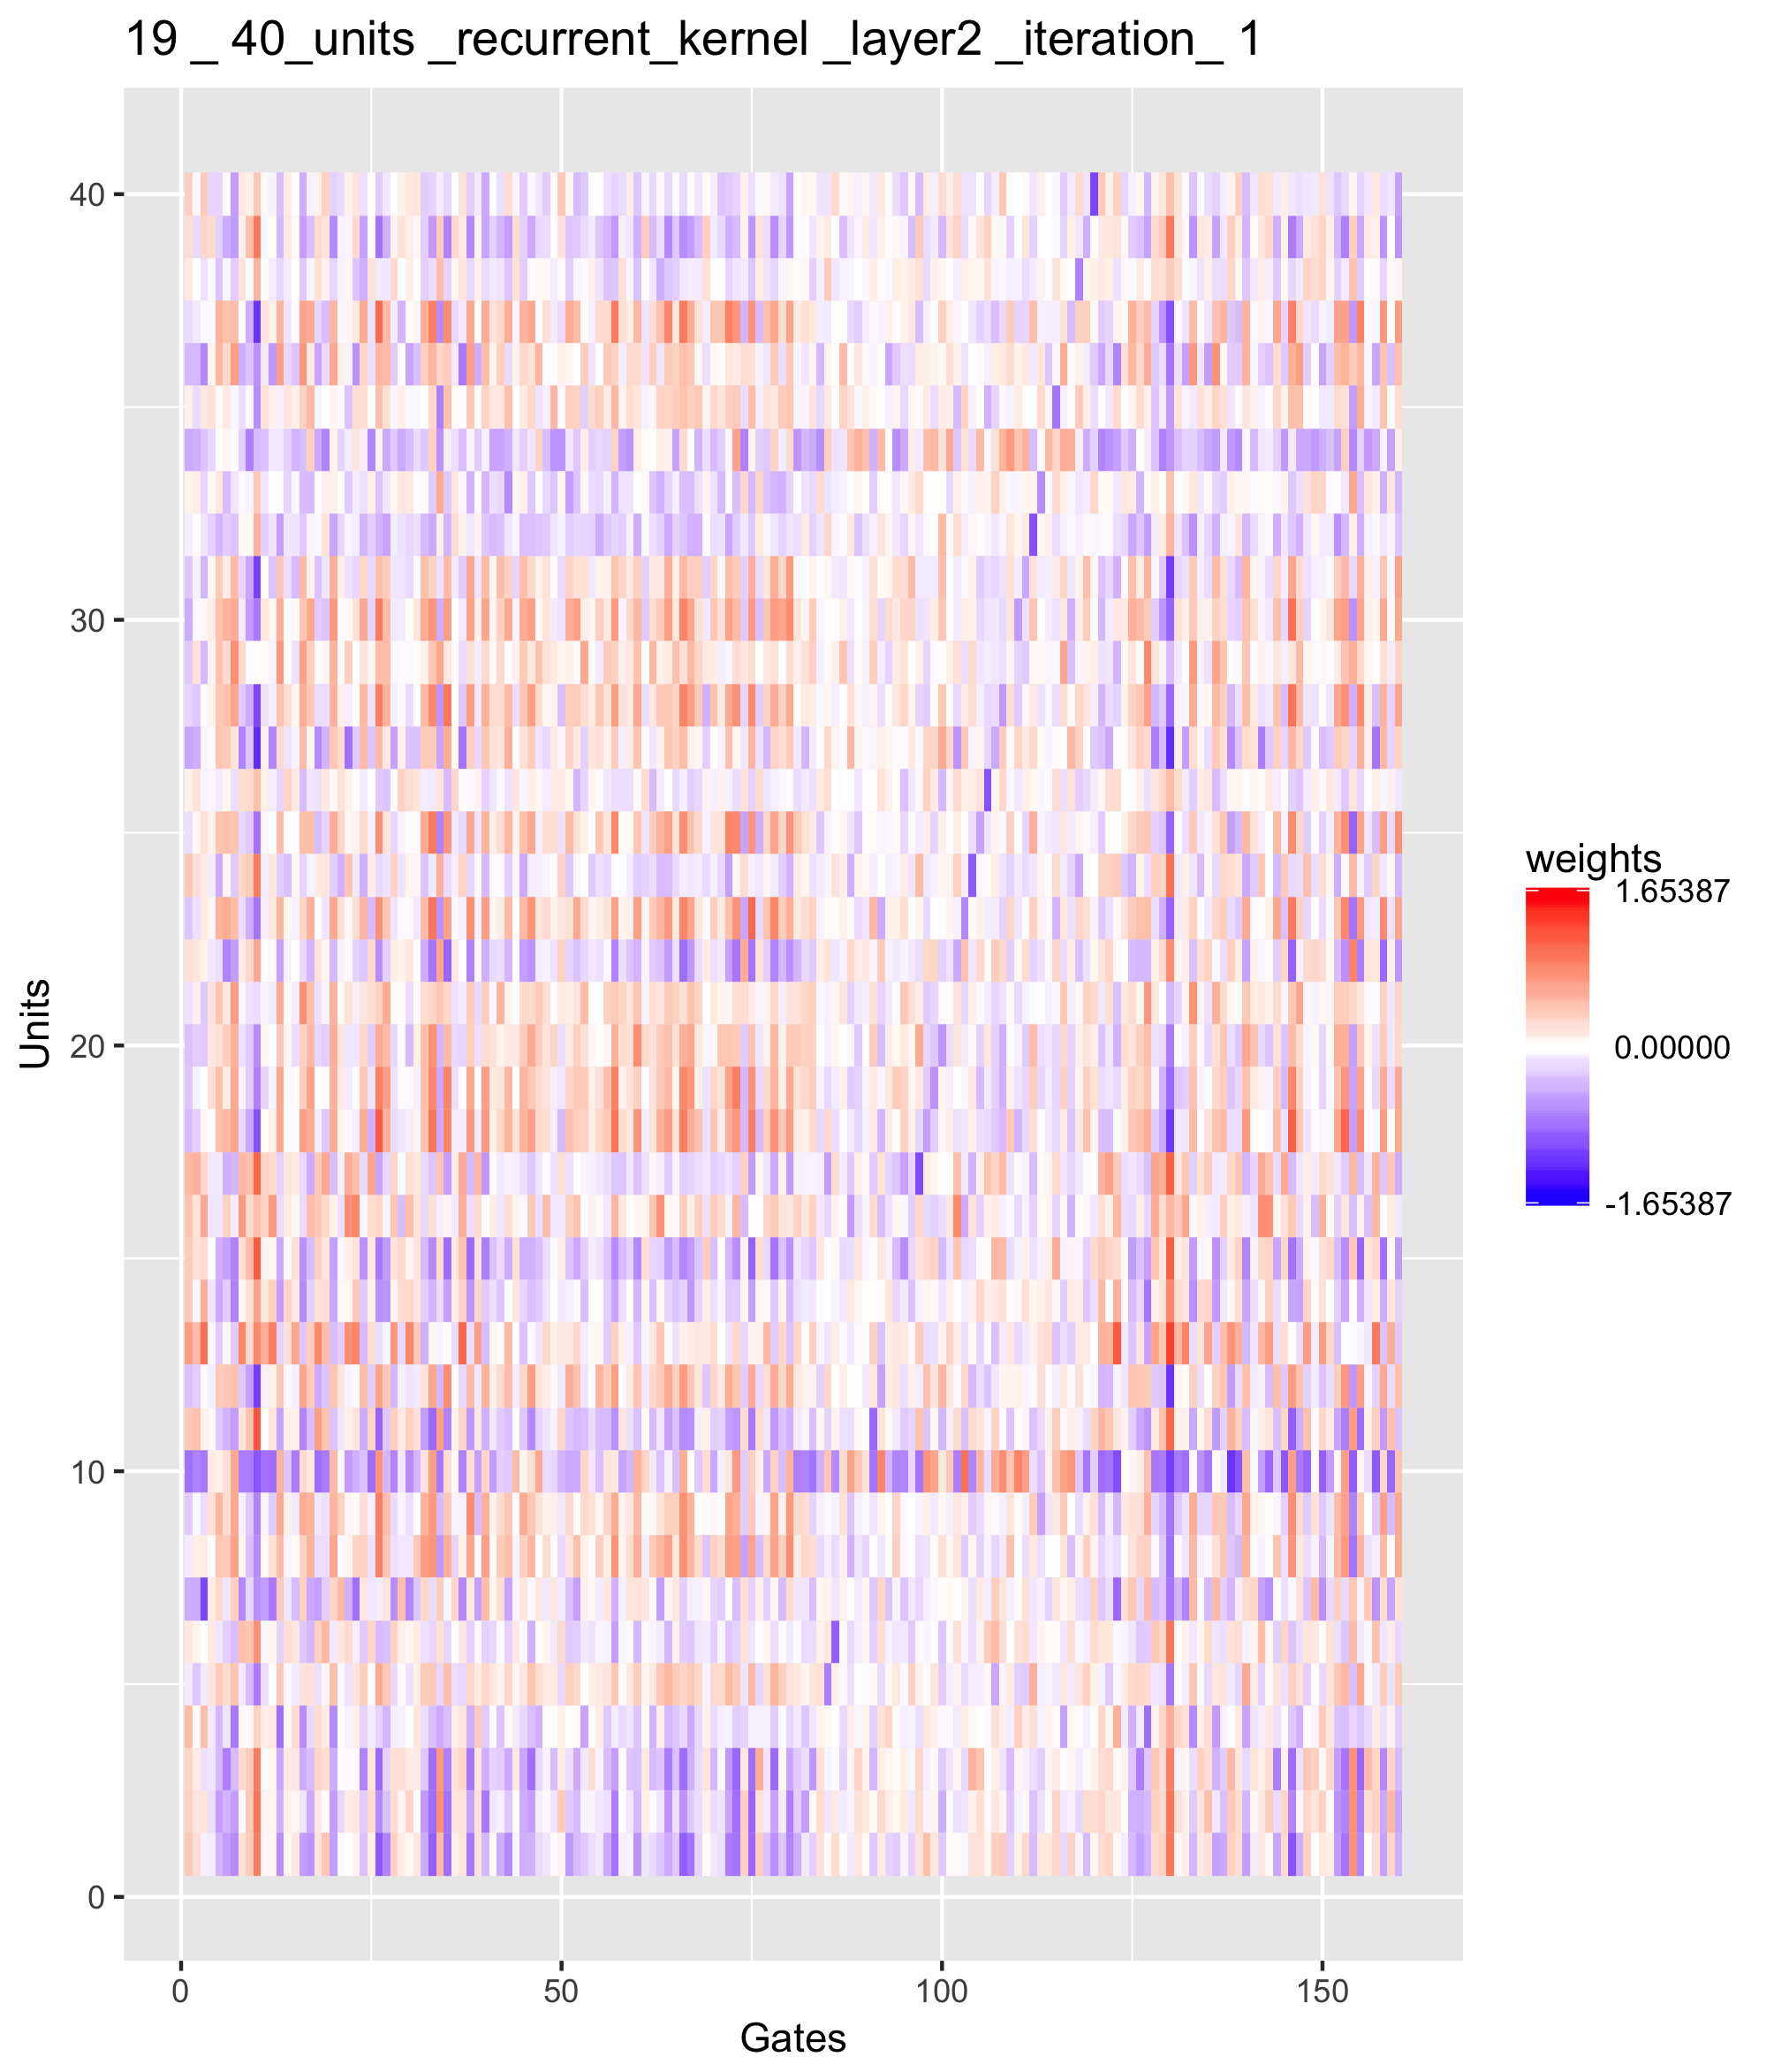 19 _ 40_units _recurrent_kernel _layer2 _iteration_ 1
40
30
20
10
0
Units
0 50 100 150
Gates
weights
1.65387
0.00000
-1.65387